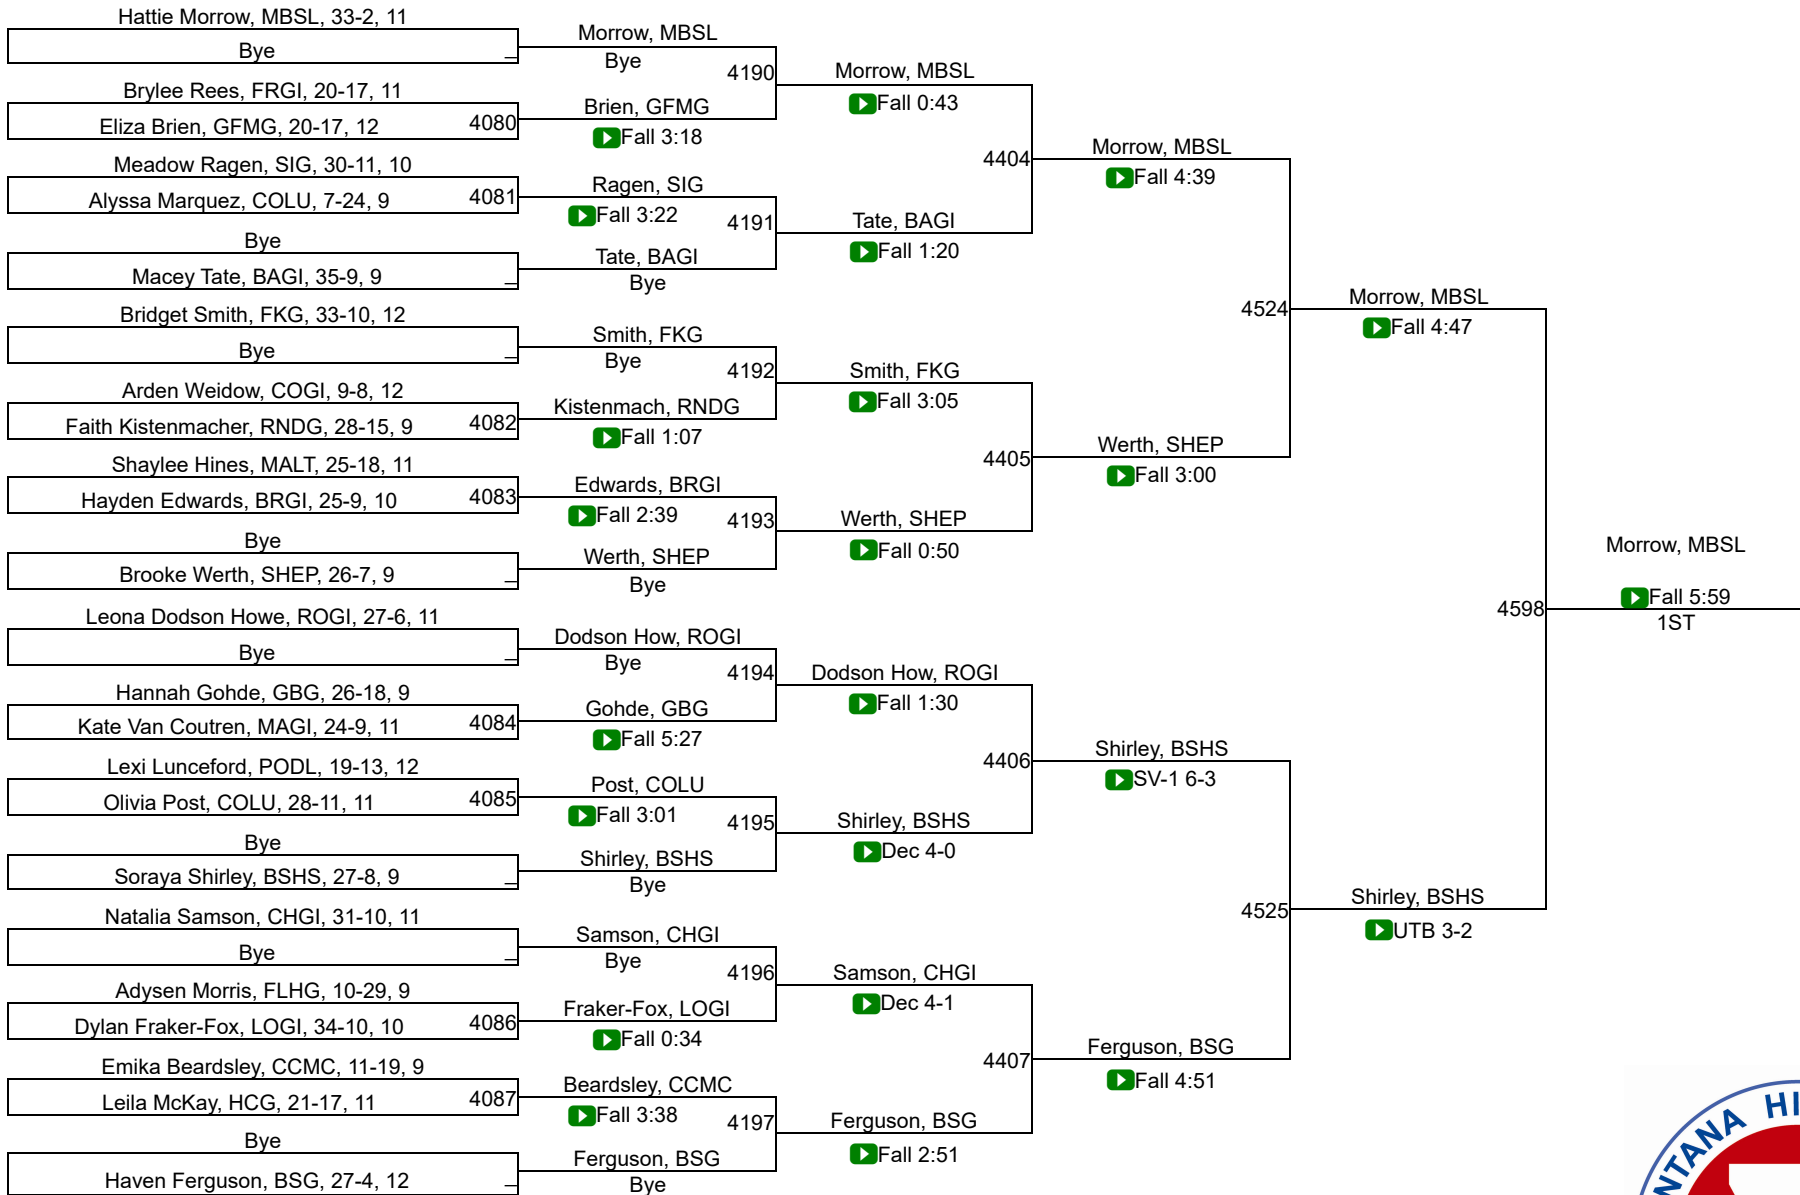 Hattie Morrow, MBSL, 33-2, 11
Bye
Brylee Rees, FRGI, 20-17, 11
Eliza Brien, GFMG, 20-17, 12
4080
Meadow Ragen, SIG, 30-11, 10
Alyssa Marquez, COLU, 7-24, 9
4081
Bye
Macey Tate, BAGI, 35-9, 9
Bridget Smith, FKG, 33-10, 12
Bye
Arden Weidow, COGI, 9-8, 12
Faith Kistenmacher, RNDG, 28-15, 9
4082
Shaylee Hines, MALT, 25-18, 11
Hayden Edwards, BRGI, 25-9, 10
4083
Bye
Brooke Werth, SHEP, 26-7, 9
Leona Dodson Howe, ROGI, 27-6, 11
Bye
Hannah Gohde, GBG, 26-18, 9
Kate Van Coutren, MAGI, 24-9, 11
4084
Lexi Lunceford, PODL, 19-13, 12
Olivia Post, COLU, 28-11, 11
4085
Bye
Soraya Shirley, BSHS, 27-8, 9
Natalia Samson, CHGI, 31-10, 11
Bye
Adysen Morris, FLHG, 10-29, 9
Dylan Fraker-Fox, LOGI, 34-10, 10
4086
Emika Beardsley, CCMC, 11-19, 9
Leila McKay, HCG, 21-17, 11
4087
Bye
Haven Ferguson, BSG, 27-4, 12
Morrow, MBSL
Bye
4190
Brien, GFMG
Fall 3:18
Ragen, SIG
Fall 3:22
4191
Tate, BAGI
Bye
Smith, FKG
Bye
4192
Kistenmach, RNDG
Fall 1:07
Edwards, BRGI
Fall 2:39
4193
Werth, SHEP
Bye
Dodson How, ROGI
Bye
4194
Gohde, GBG
Fall 5:27
Post, COLU
Fall 3:01
4195
Shirley, BSHS
Bye
Samson, CHGI
Bye
4196
Fraker-Fox, LOGI
Fall 0:34
Beardsley, CCMC
Fall 3:38
4197
Ferguson, BSG
Bye
Morrow, MBSL
Fall 0:43
4404
Tate, BAGI
Fall 1:20
Smith, FKG
Fall 3:05
4405
Werth, SHEP
Fall 0:50
Dodson How, ROGI
Fall 1:30
4406
Shirley, BSHS
Dec 4-0
Samson, CHGI
Dec 4-1
4407
Ferguson, BSG
Fall 2:51
Morrow, MBSL
Fall 4:39
4524
Werth, SHEP
Fall 3:00
Shirley, BSHS
SV-1 6-3
4525
Ferguson, BSG
Fall 4:51
Morrow, MBSL
Fall 4:47
4598
Shirley, BSHS
UTB 3-2
Morrow, MBSL
Fall 5:59
1ST
NTANA HI